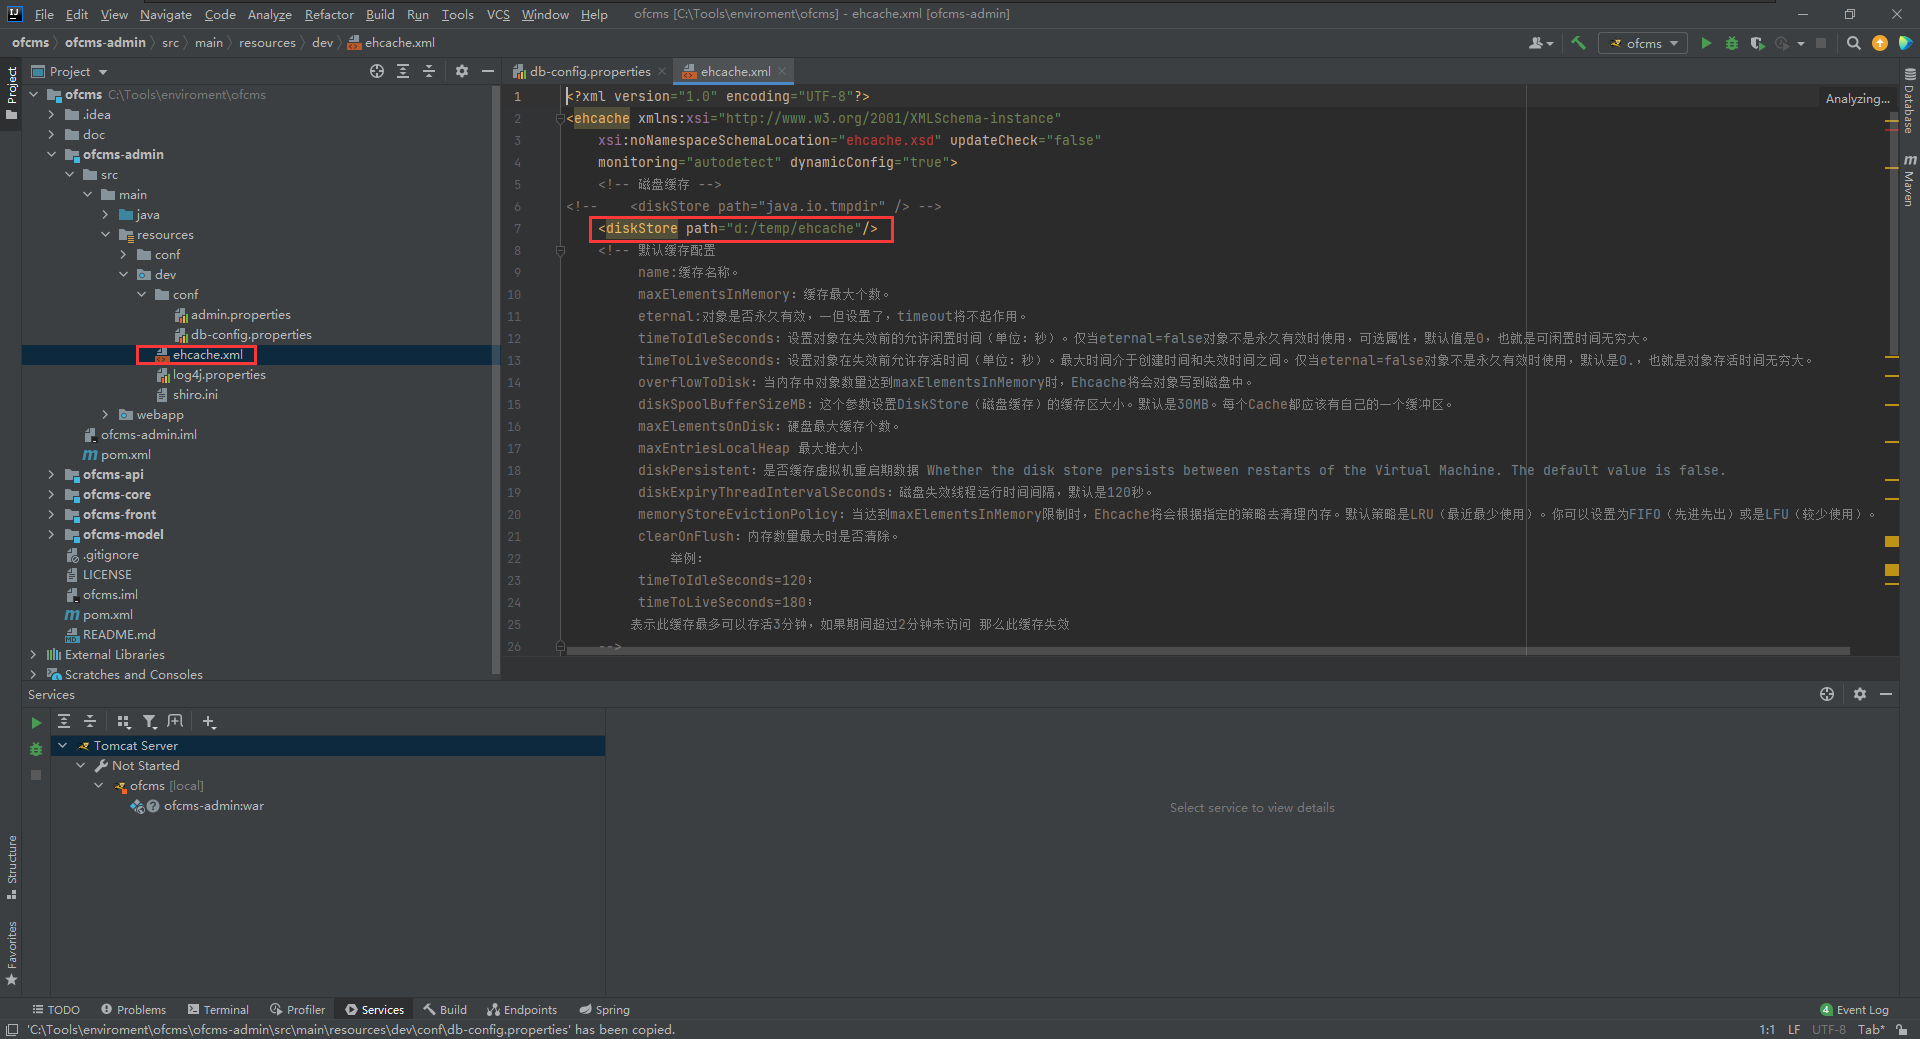 File Edit View Navigate Code Analyze Refactor Build Run Tools VCS Window Help ofcms [C:\Tools\enviroment\ofcms] - ehcache.xml [ofcms-admin]
ofcms ofcms-admin src main resources dev ehcache.xml ofcms
Project
db-config.properties ehcache.xml
Analyzing...
Project
ofcms C:\Tools\enviroment\ofcms
.idea
doc
ofcms-admin
src
main
java
resources
conf
dev
conf
admin.properties
db-config.properties
ehcache.xml
log4j.properties
shiro.ini
webapp
ofcms-admin.iml
pom.xml
ofcms-api
ofcms-core
ofcms-front
ofcms-model
.gitignore
LICENSE
ofcms.iml
pom.xml
README.md
External Libraries
Scratches and Consoles
1 <?xml version="1.0" encoding="UTF-8"?>
2 <ehcache xmlns:xsi="http://www.w3.org/2001/XMLSchema-instance"
3 xsi:noNamespaceSchemaLocation="ehcache.xsd" updateCheck="false"
4 monitoring="autodetect" dynamicConfig="true">
5 <!-- 磁盘缓存 -->
6 <!-- <diskStore path="java.io.tmpdir" /> -->
7 <diskStore path="d:/temp/ehcache"/>
8 <!-- 默认缓存配置
9 name:缓存名称。
10 maxElementsInMemory：缓存最大个数。
11 eternal:对象是否永久有效，一但设置了，timeout将不起作用。
12 timeToIdleSeconds：设置对象在失效前的允许闲置时间（单位：秒）。仅当eternal=false对象不是永久有效时使用，可选属性，默认值是0，也就是可闲置时间无穷大。
13 timeToLiveSeconds：设置对象在失效前允许存活时间（单位：秒）。最大时间介于创建时间和失效时间之间。仅当eternal=false对象不是永久有效时使用，默认是0.，也就是对象存活时间无穷大。
14 overflowToDisk：当内存中对象数量达到maxElementsInMemory时，Ehcache将会对象写到磁盘中。
15 diskSpoolBufferSizeMB：这个参数设置DiskStore（磁盘缓存）的缓存区大小。默认是30MB。每个Cache都应该有自己的一个缓冲区。
16 maxElementsOnDisk：硬盘最大缓存个数。
17 maxEntriesLocalHeap 最大堆大小
18 diskPersistent：是否缓存虚拟机重启期数据 Whether the disk store persists between restarts of the Virtual Machine. The default value is false.
19 diskExpiryThreadIntervalSeconds：磁盘失效线程运行时间间隔，默认是120秒。
20 memoryStoreEvictionPolicy：当达到maxElementsInMemory限制时，Ehcache将会根据指定的策略去清理内存。默认策略是LRU（最近最少使用）。你可以设置为FIFO（先进先出）或是LFU（较少使用）。
21 clearOnFlush：内存数量最大时是否清除。
22 举例：
23 timeToIdleSeconds=120；
24 timeToLiveSeconds=180；
25 表示此缓存最多可以存活3分钟，如果期间超过2分钟未访问 那么此缓存失效
26 -->
Database
Maven
Services
Tomcat Server
Not Started
ofcms [local]
ofcms-admin:war
Select service to view details
Structure
Favorites
TODO Problems Terminal Profiler Services Build Endpoints Spring 4 Event Log
'C:\Tools\enviroment\ofcms\ofcms-admin\src\main\resources\dev\conf\db-config.properties' has been copied. 1:1 LF UTF-8 Tab*